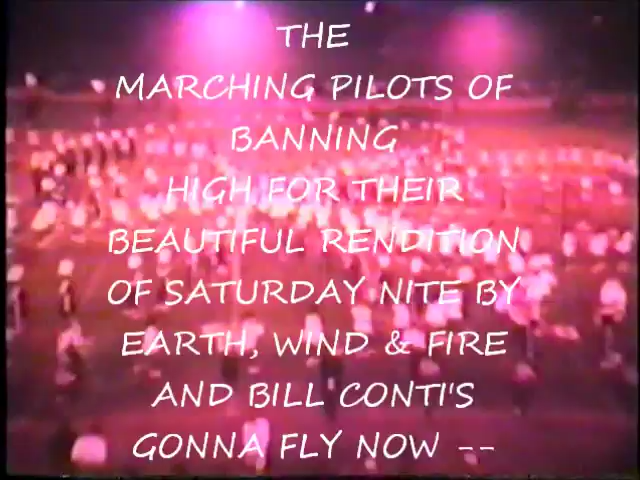 THE
MARCHING PILOTS OF
BANNING
HIGH FOR THEIR
BEAUTIFUL RENDITION
OF SATURDAY NITE BY
EARTH, WIND & FIRE
AND BILL CONTI'S
GONNA FLY NOW --